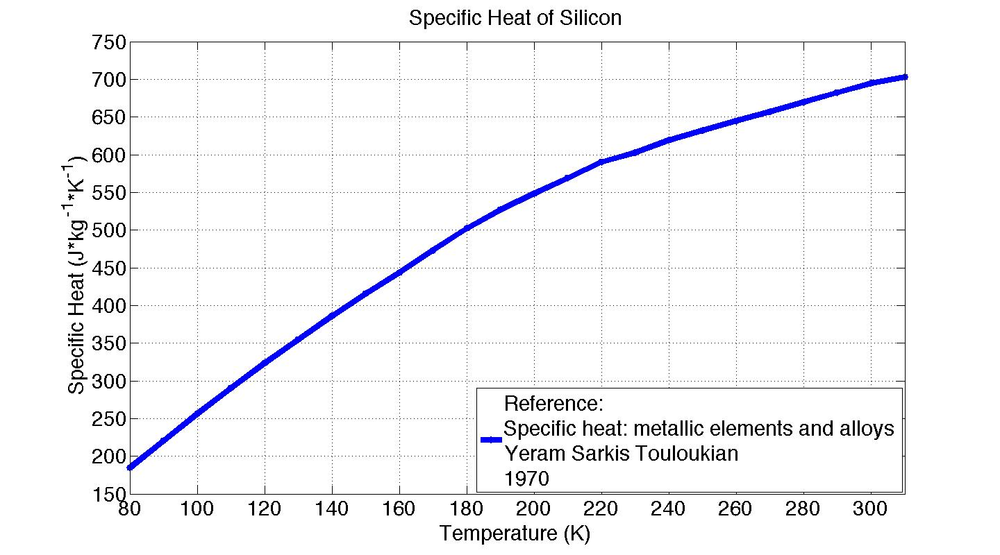 Specific Heat of Silicon
750
700
650
600
550
500
450
400
350
300
250
200
150
Specific Heat (J*kg⁻¹*K⁻¹)
80 100 120 140 160 180 200 220 240 260 280 300
Temperature (K)
Reference:
Specific heat: metallic elements and alloys
Yeram Sarkis Touloukian
1970